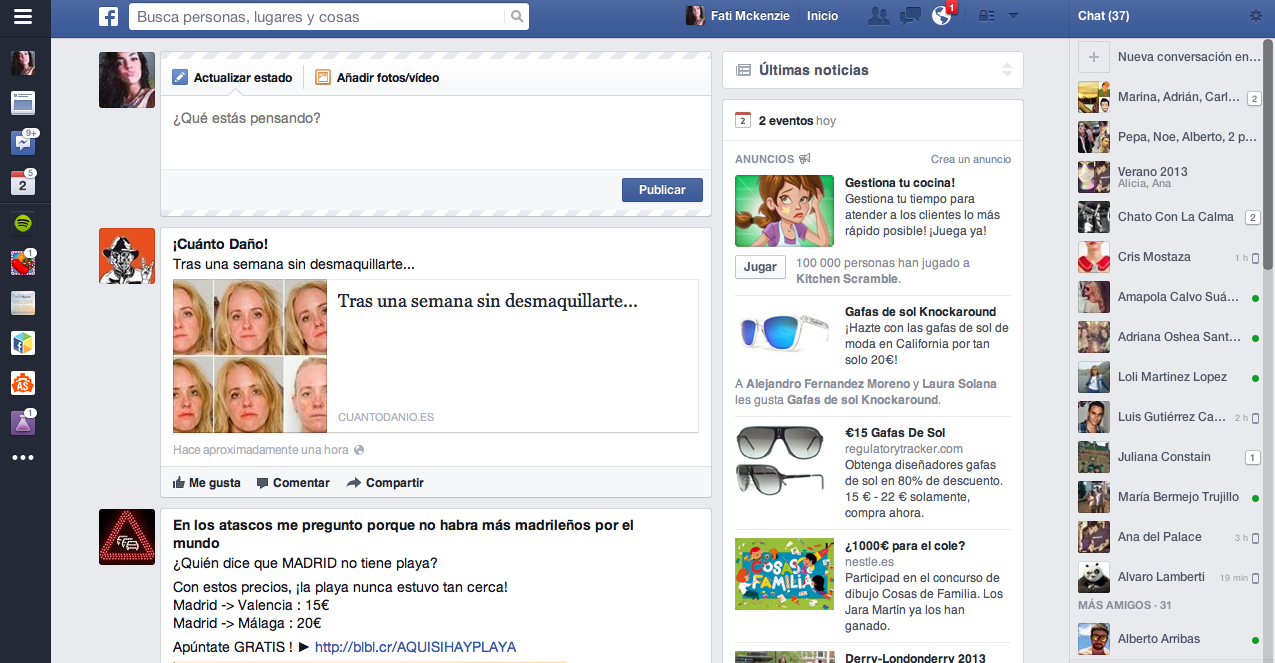 Busca personas, lugares y cosas
Fati Mckenzie
Inicio
1
Chat (37)
9+
5
2
1
1
Actualizar estado
Añadir fotos/vídeo
¿Qué estás pensando?
Publicar
¡Cuánto Daño!
Tras una semana sin desmaquillarte...
Tras una semana sin desmaquillarte...
CUANTODANIO.ES
Hace aproximadamente una hora
Me gusta
Comentar
Compartir
En los atascos me pregunto porque no habra más madrileños por el
mundo
¿Quién dice que MADRID no tiene playa?
Con estos precios, ¡la playa nunca estuvo tan cerca!
Madrid -> Valencia : 15€
Madrid -> Málaga : 20€
Apúntate GRATIS ! ► http://blbl.cr/AQUISIHAYPLAYA
Últimas noticias
2
2 eventos hoy
ANUNCIOS
Crea un anuncio
Gestiona tu cocina!
Gestiona tu tiempo para
atender a los clientes lo más
rápido posible! ¡Juega ya!
Jugar
100 000 personas han jugado a
Kitchen Scramble.
Gafas de sol Knockaround
¡Hazte con las gafas de sol de
moda en California por tan
solo 20€!
A Alejandro Fernandez Moreno y Laura Solana
les gusta Gafas de sol Knockaround.
€15 Gafas De Sol
regulatorytracker.com
Obtenga diseñadores gafas
de sol en 80% de descuento.
15 € - 22 € solamente,
compra ahora.
COSAS
DE
FAMILIA
¿1000€ para el cole?
nestle.es
Participad en el concurso de
dibujo Cosas de Familia. Los
Jara Martín ya los han
ganado.
Derry-Londonderry 2013
Nueva conversación en...
Marina, Adrián, Carl...
2
Pepa, Noe, Alberto, 2 p...
Verano 2013
Alicia, Ana
Chato Con La Calma
2
Cris Mostaza
1 h
Amapola Calvo Suá...
Adriana Oshea Sant...
Loli Martinez Lopez
Luis Gutiérrez Ca...
2 h
Juliana Constain
1
María Bermejo Trujillo
Ana del Palace
3 h
Alvaro Lamberti
19 min
MÁS AMIGOS · 31
Alberto Arribas